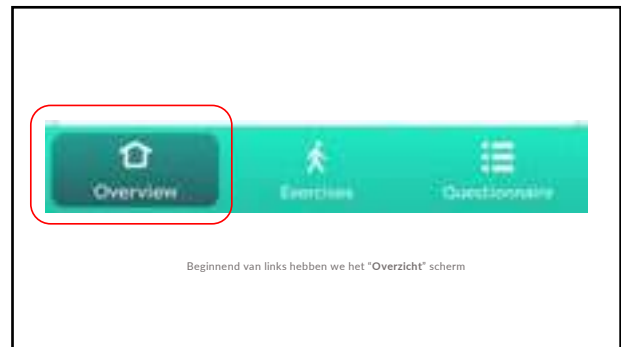 Overview
Exercises
Questionnaire
Beginnend van links hebben we het "Overzicht" scherm